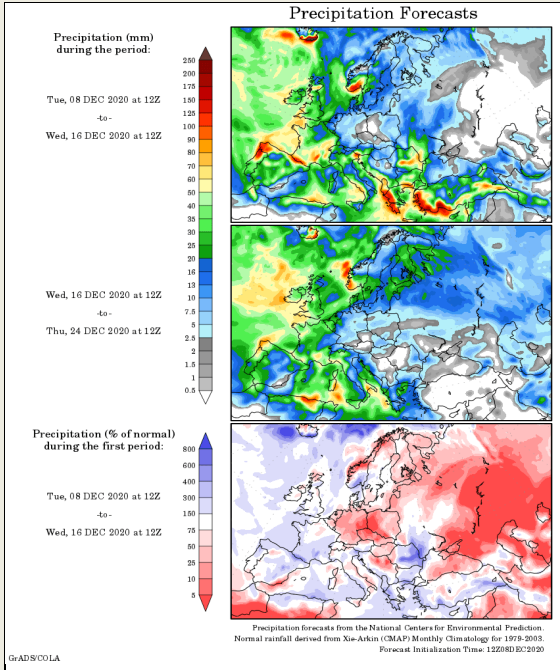 Precipitation Forecasts
Precipitation (mm)
during the period:
Tue, 08 DEC 2020 at 12Z
-to-
Wed, 16 DEC 2020 at 12Z
250
200
175
150
125
100
90
80
70
60
50
40
35
30
25
20
16
13
10
7.5
5
2.5
2
1.5
1
0.5
Wed, 16 DEC 2020 at 12Z
-to-
Thu, 24 DEC 2020 at 12Z
Precipitation (% of normal)
during the first period:
Tue, 08 DEC 2020 at 12Z
-to-
Wed, 16 DEC 2020 at 12Z
800
600
400
300
150
75
50
25
10
5
Precipitation forecasts from the National Centers for Environmental Prediction.
Normal rainfall derived from Xie-Arkin (CMAP) Monthly Climatology for 1979-2003.
Forecast Initialization Time: 12Z08DEC2020
GrADS/COLA